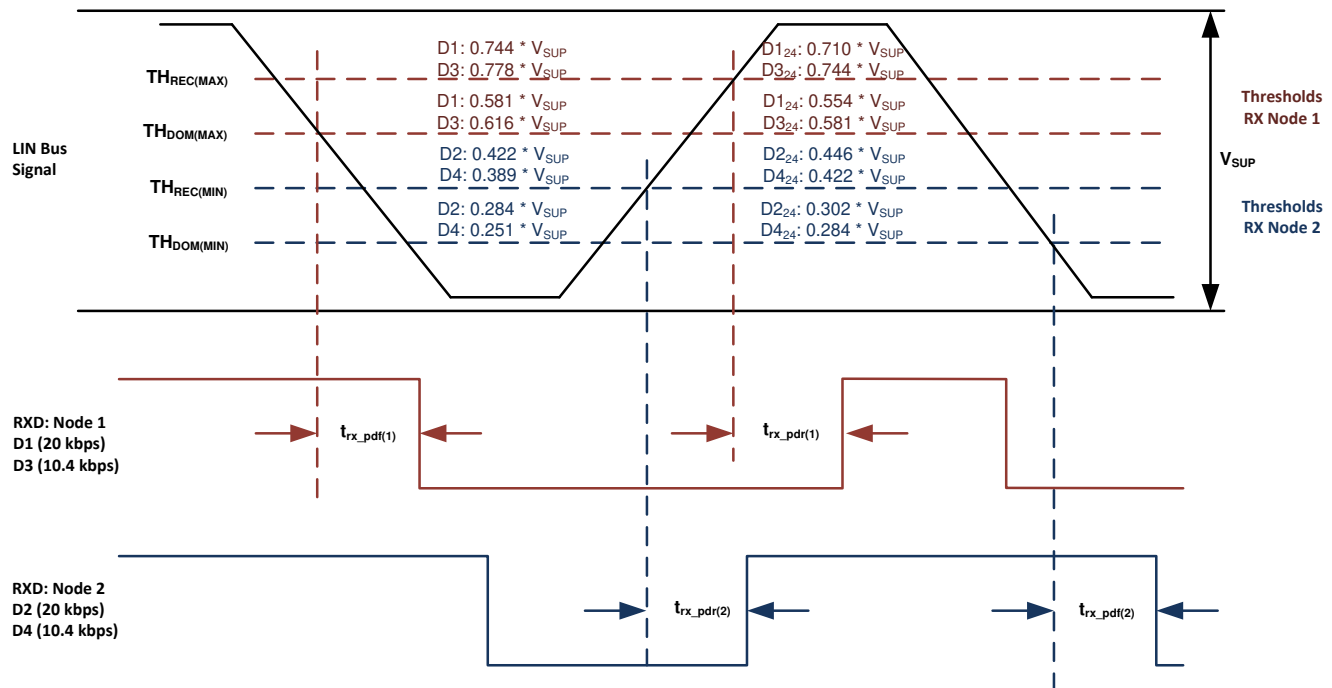 D1: 0.744 * VSUP
D3: 0.778 * VSUP
D1: 0.581 * VSUP
D3: 0.616 * VSUP
D2: 0.422 * VSUP
D4: 0.389 * VSUP
D2: 0.284 * VSUP
D4: 0.251 * VSUP
D124: 0.710 * VSUP
D324: 0.744 * VSUP
D124: 0.554 * VSUP
D324: 0.581 * VSUP
D224: 0.446 * VSUP
D424: 0.422 * VSUP
D224: 0.302 * VSUP
D424: 0.284 * VSUP
THREC(MAX)
THDOM(MAX)
THREC(MIN)
THDOM(MIN)
LIN Bus
Signal
Thresholds
RX Node 1
VSUP
Thresholds
RX Node 2
RXD: Node 1
D1 (20 kbps)
D3 (10.4 kbps)
trx_pdf(1)
trx_pdr(1)
RXD: Node 2
D2 (20 kbps)
D4 (10.4 kbps)
trx_pdr(2)
trx_pdf(2)